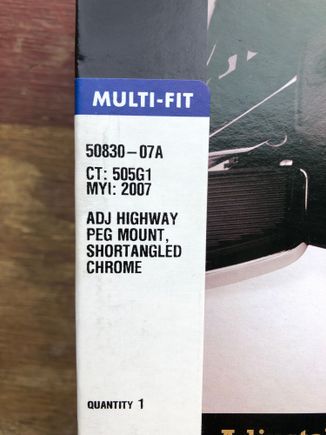 MULTI-FIT
50830-07A
CT: 505G1
MYI: 2007
ADJ HIGHWAY
PEG MOUNT,
SHORTANGLED
CHROME
QUANTITY 1